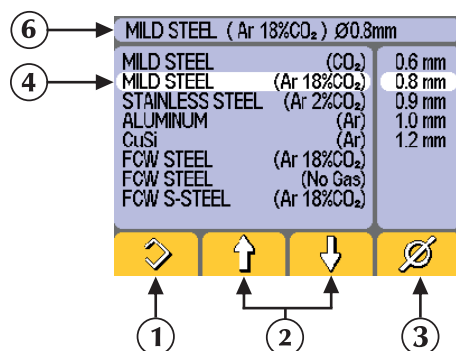 6
MILD STEEL ( Ar 18%CO₂ ) Ø0.8mm
MILD STEEL (CO₂) 0.6 mm
4
MILD STEEL (Ar 18%CO₂) 0.8 mm
STAINLESS STEEL (Ar 2%CO₂) 0.9 mm
ALUMINUM (Ar) 1.0 mm
CuSi (Ar) 1.2 mm
FCW STEEL (Ar 18%CO₂)
FCW STEEL (No Gas)
FCW S-STEEL (Ar 18%CO₂)
1 2 3